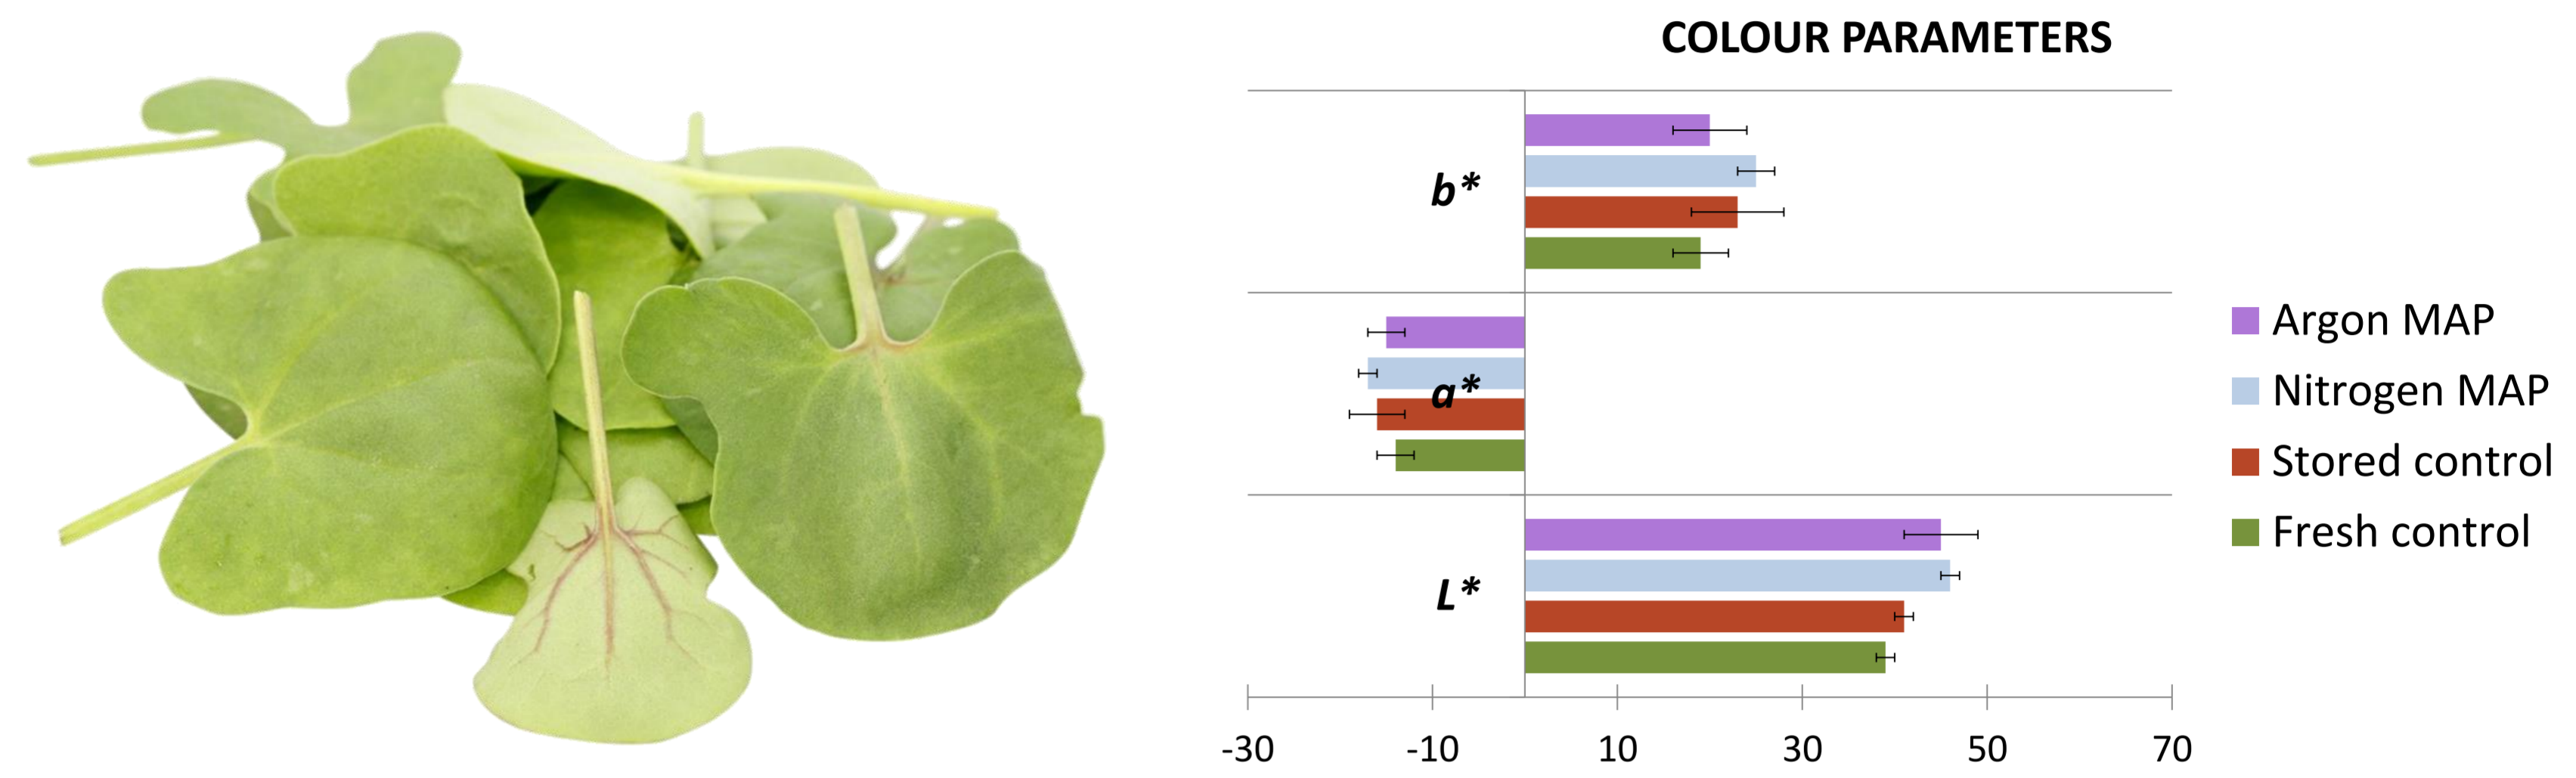 COLOUR PARAMETERS
b*
a*
L*
Argon MAP
Nitrogen MAP
Stored control
Fresh control
-30 -10 10 30 50 70